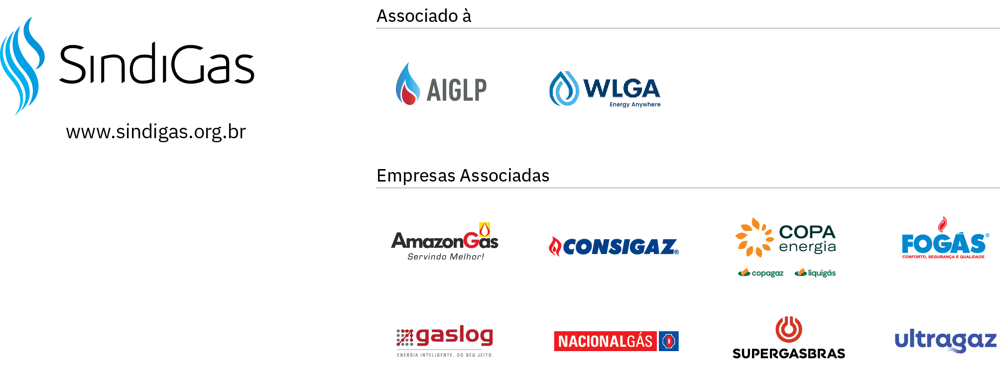 SindiGas
www.sindigas.org.br
Associado à
AIGLP
WLGA
Energy Anywhere
Empresas Associadas
AmazonGas
Servindo Melhor!
CONSIGAZ®
COPA
energia
copagaz
liquigás
FOGÁS®
CONFORTO, SEGURANÇA E QUALIDADE
gaslog
ENERGIA INTELIGENTE, DO SEU JEITO.
NACIONALGÁS
SUPERGASBRAS
ultragaz